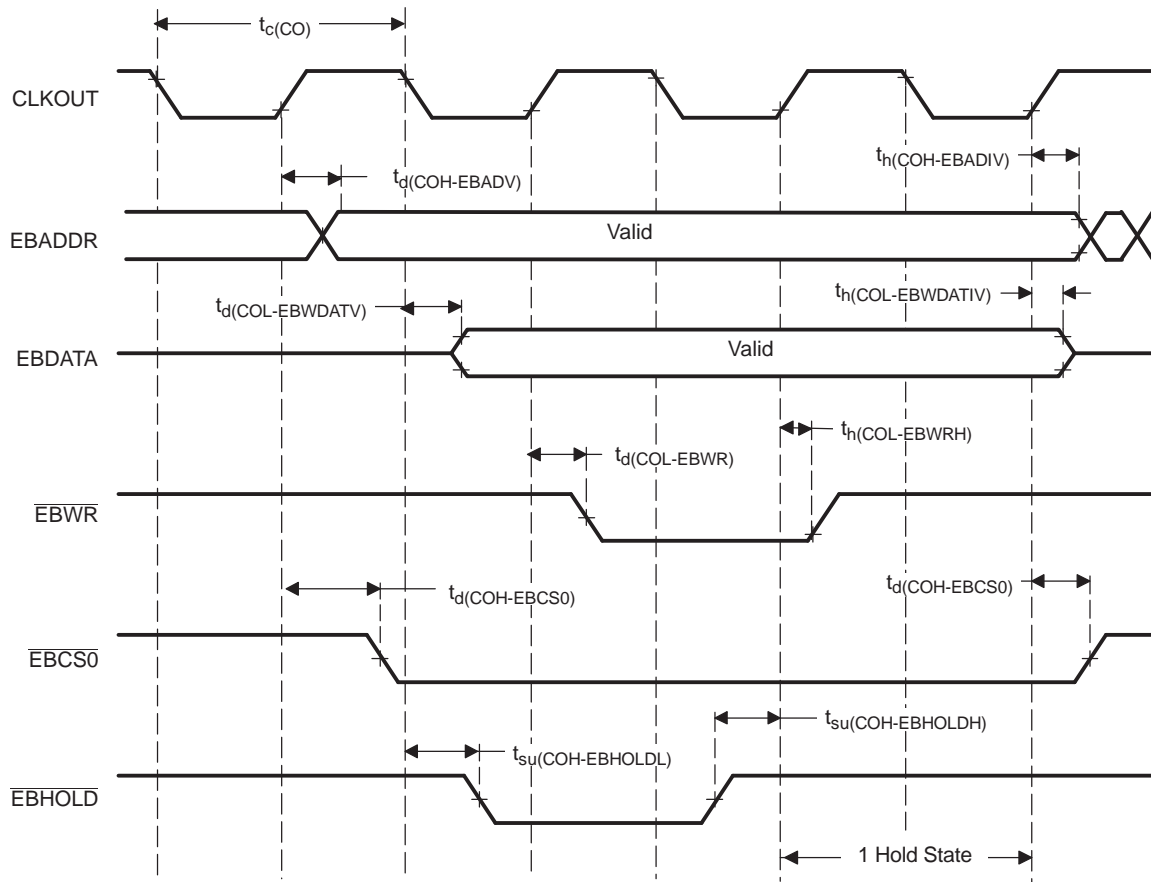 tc(CO)
CLKOUT
th(COH-EBADIV)
td(COH-EBADV)
EBADDR
Valid
td(COL-EBWDATV)
th(COL-EBWDATIV)
EBDATA
Valid
th(COL-EBWRH)
td(COL-EBWR)
EBWR
td(COH-EBCS0)
td(COH-EBCS0)
EBCS0
tsu(COH-EBHOLDH)
tsu(COH-EBHOLDL)
EBHOLD
1 Hold State